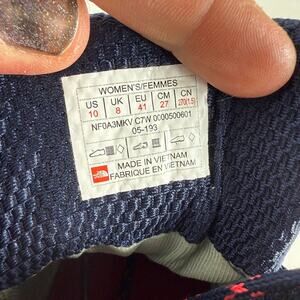 WOMEN'S/FEMMES
US UK EU CM CN
10 8 41 27 270(1.5)
NF0A3MKV C7W 0000500601
05-193
MADE IN VIETNAM
FABRIQUÉ EN VIETNAM